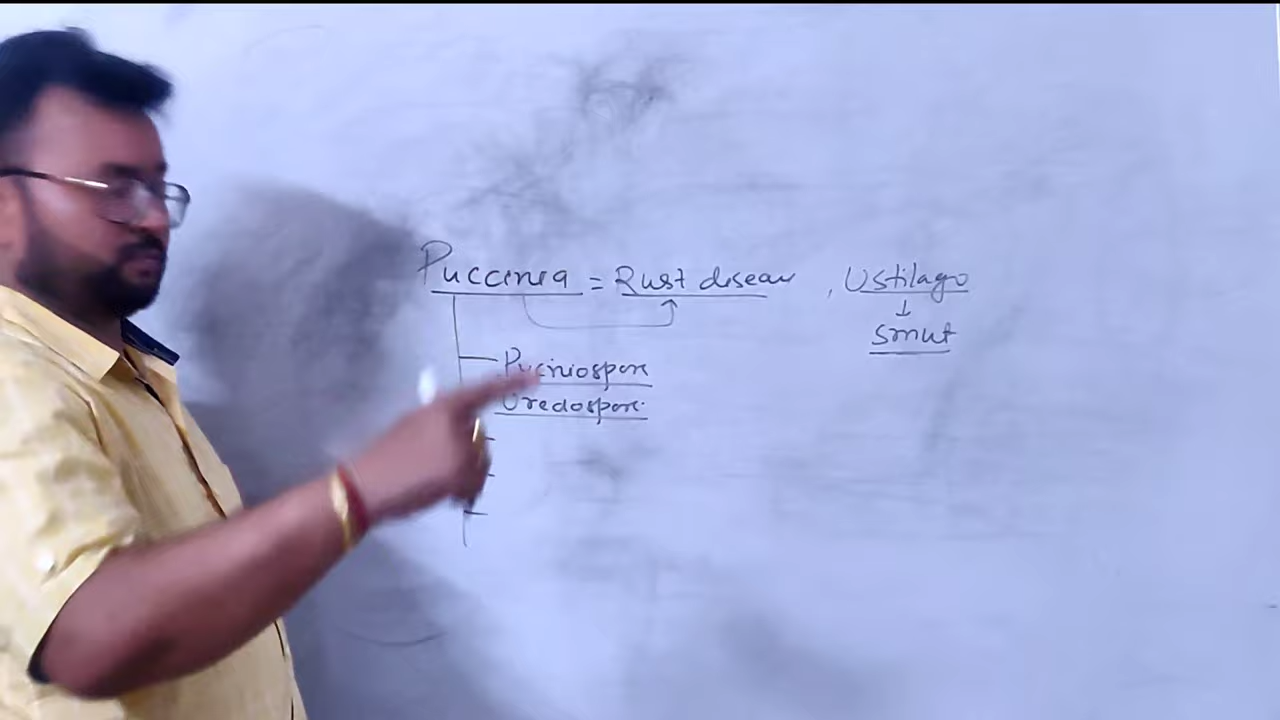 Puccinia = Rust disease , Ustilago
↓
Smut
Pucniospore
Uredospore